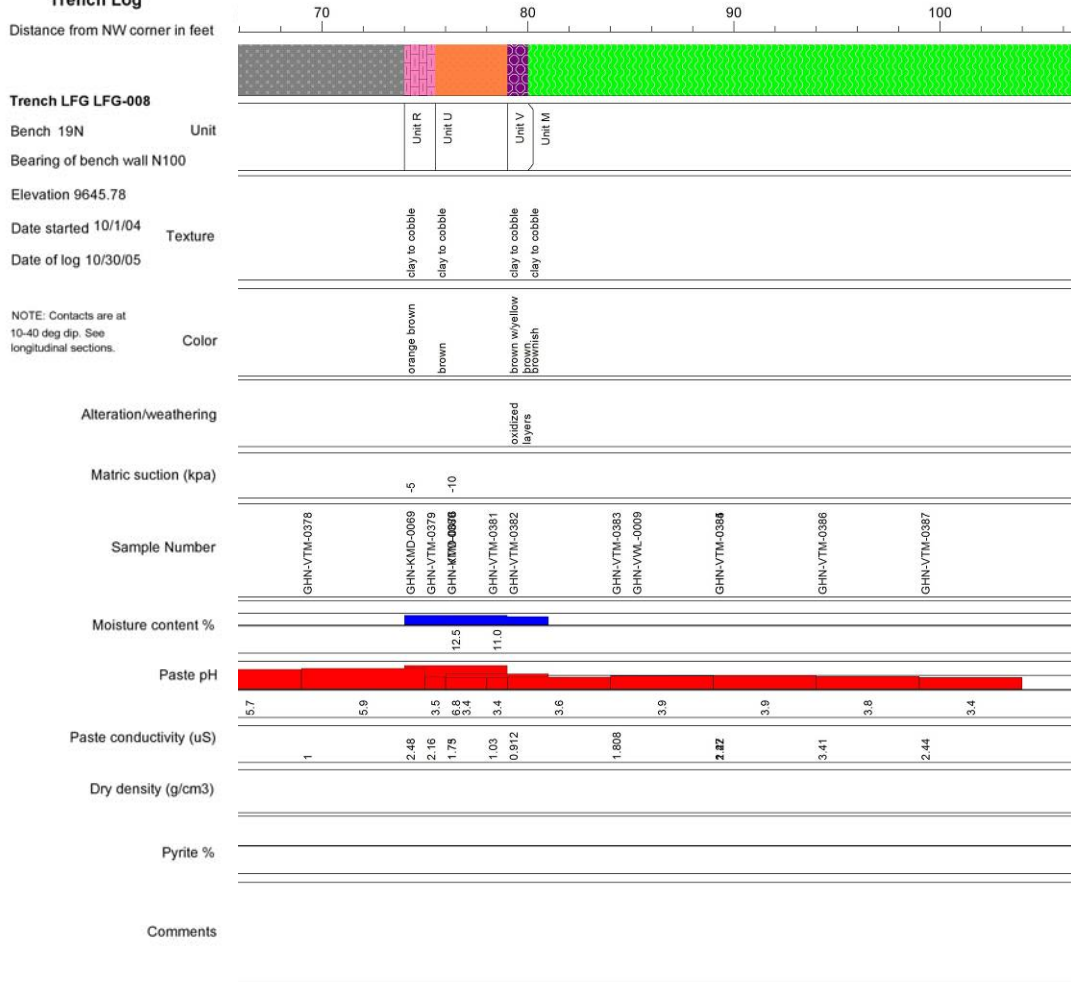 Trench Log
Distance from NW corner in feet
70 80 90 100
Trench LFG LFG-008
Bench 19N
Bearing of bench wall N100
Elevation 9645.78
Date started 10/1/04
Date of log 10/30/05
NOTE: Contacts are at
10-40 deg dip. See
longitudinal sections.
Unit
Unit R
Unit U
Unit V
Unit M
Texture
clay to cobble
clay to cobble
clay to cobble
clay to cobble
Color
orange brown
brown
brown w/yellow
brown
brownish
Alteration/weathering
oxidized
layers
Matric suction (kpa)
-5
-10
Sample Number
GHN-VTM-0378
GHN-KMD-0069
GHN-VTM-0379
GHN-VTM-0381
GHN-VTM-0382
GHN-VTM-0383
GHN-VWL-0009
GHN-VTM-0386
GHN-VTM-0387
Moisture content %
12.5
11.0
Paste pH
5.7
5.9
3.5
6.8
3.4
3.4
3.6
3.9
3.9
3.8
3.4
Paste conductivity (uS)
1
2.48
2.16
1.03
0.912
1.808
3.41
2.44
Dry density (g/cm3)
Pyrite %
Comments